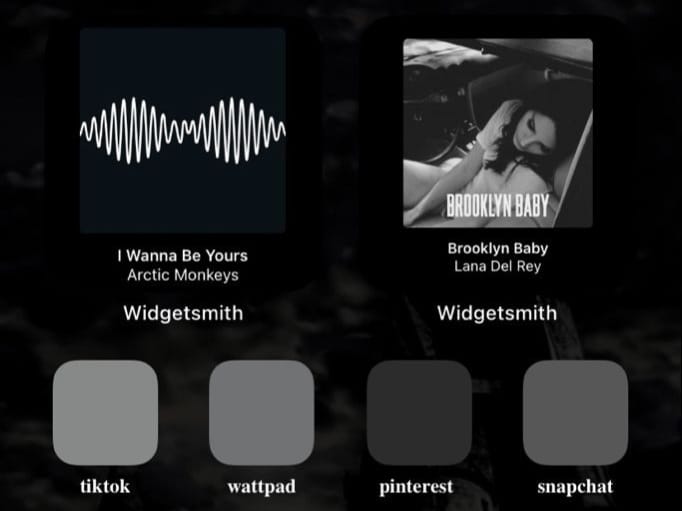 BROOKLYN BABY
I Wanna Be Yours
Arctic Monkeys
Brooklyn Baby
Lana Del Rey
Widgetsmith
Widgetsmith
tiktok
wattpad
pinterest
snapchat